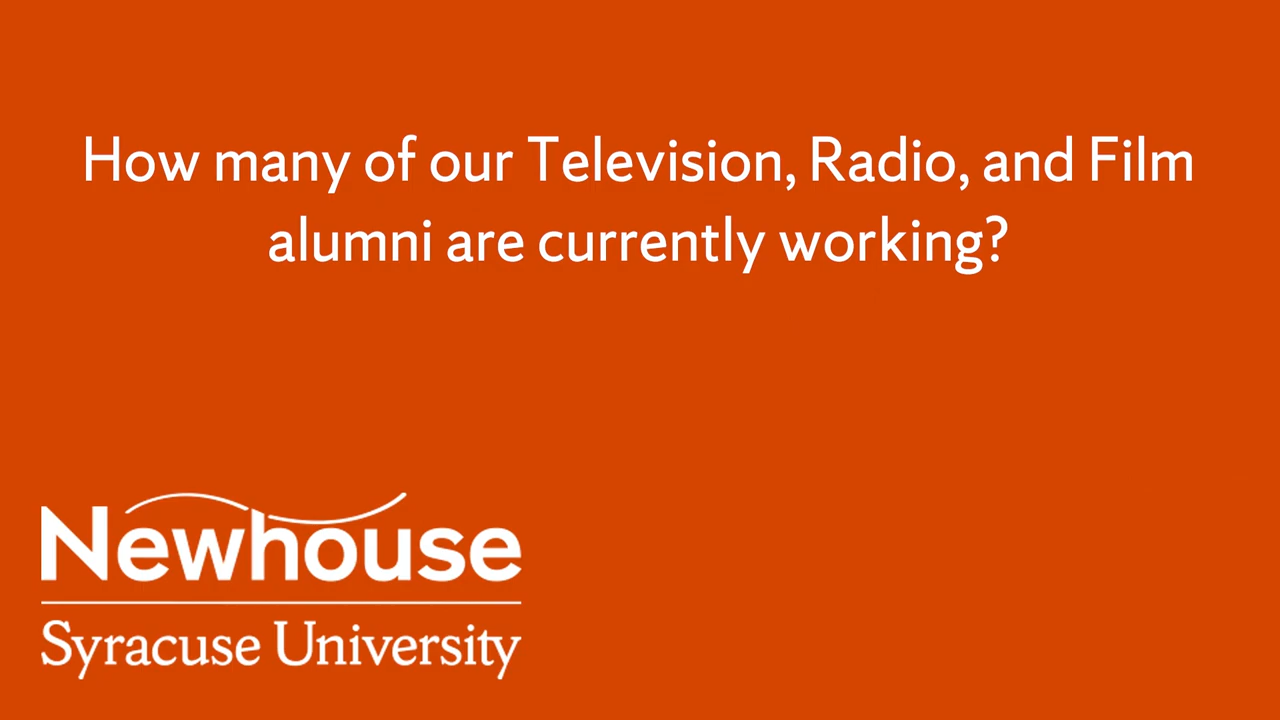 How many of our Television, Radio, and Film
alumni are currently working?
Newhouse
Syracuse University